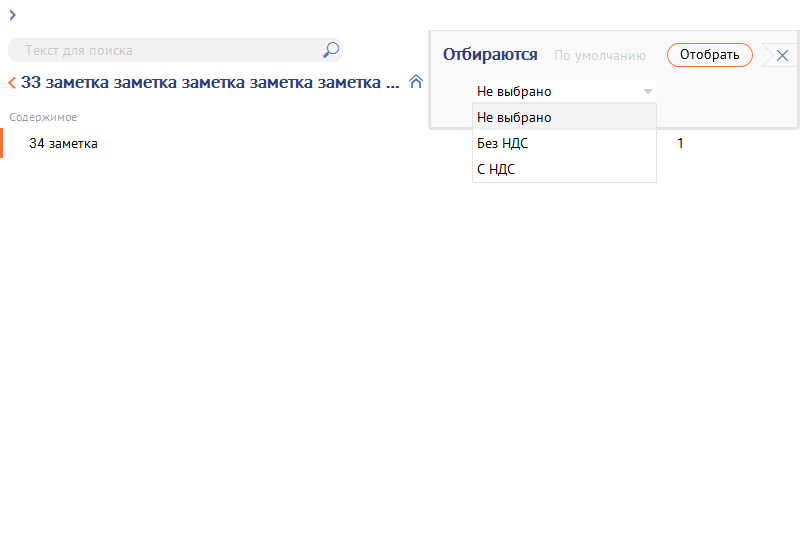 Текст для поиска
33 заметка заметка заметка заметка заметка ...
Содержимое
34 заметка
1
Отбираются
По умолчанию
Отобрать
Не выбрано
Не выбрано
Без НДС
С НДС